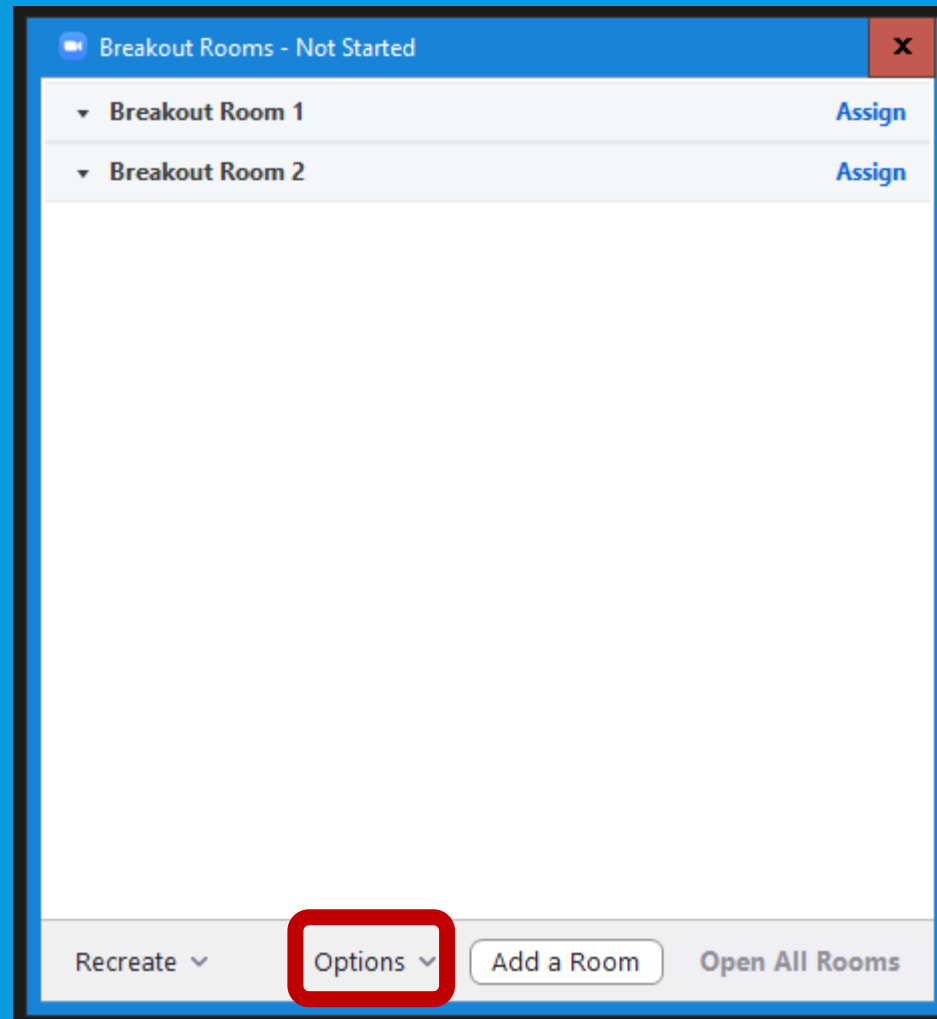 Breakout Rooms - Not Started
Breakout Room 1 Assign
Breakout Room 2 Assign
Recreate Options Add a Room Open All Rooms